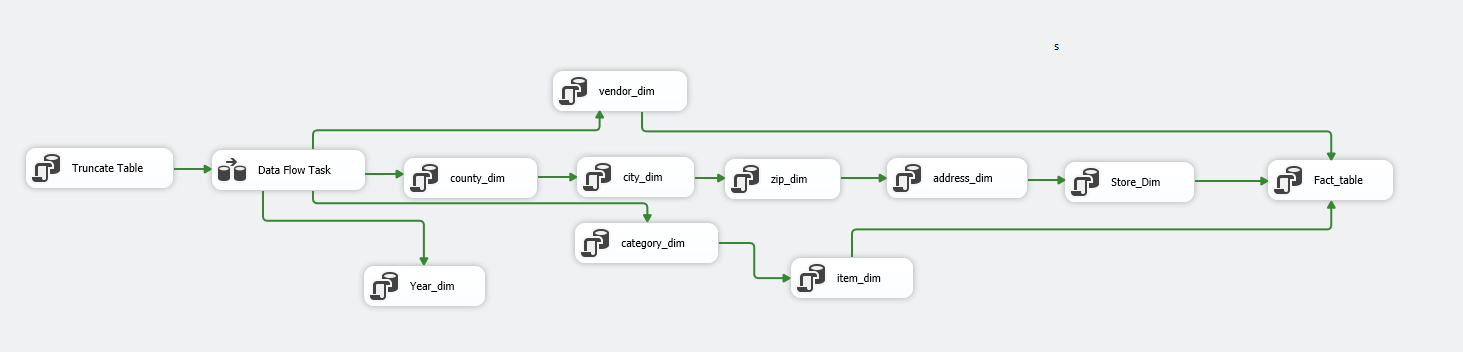 s
vendor_dim
Truncate Table
Data Flow Task
county_dim
city_dim
zip_dim
address_dim
Store_Dim
Fact_table
category_dim
item_dim
Year_dim